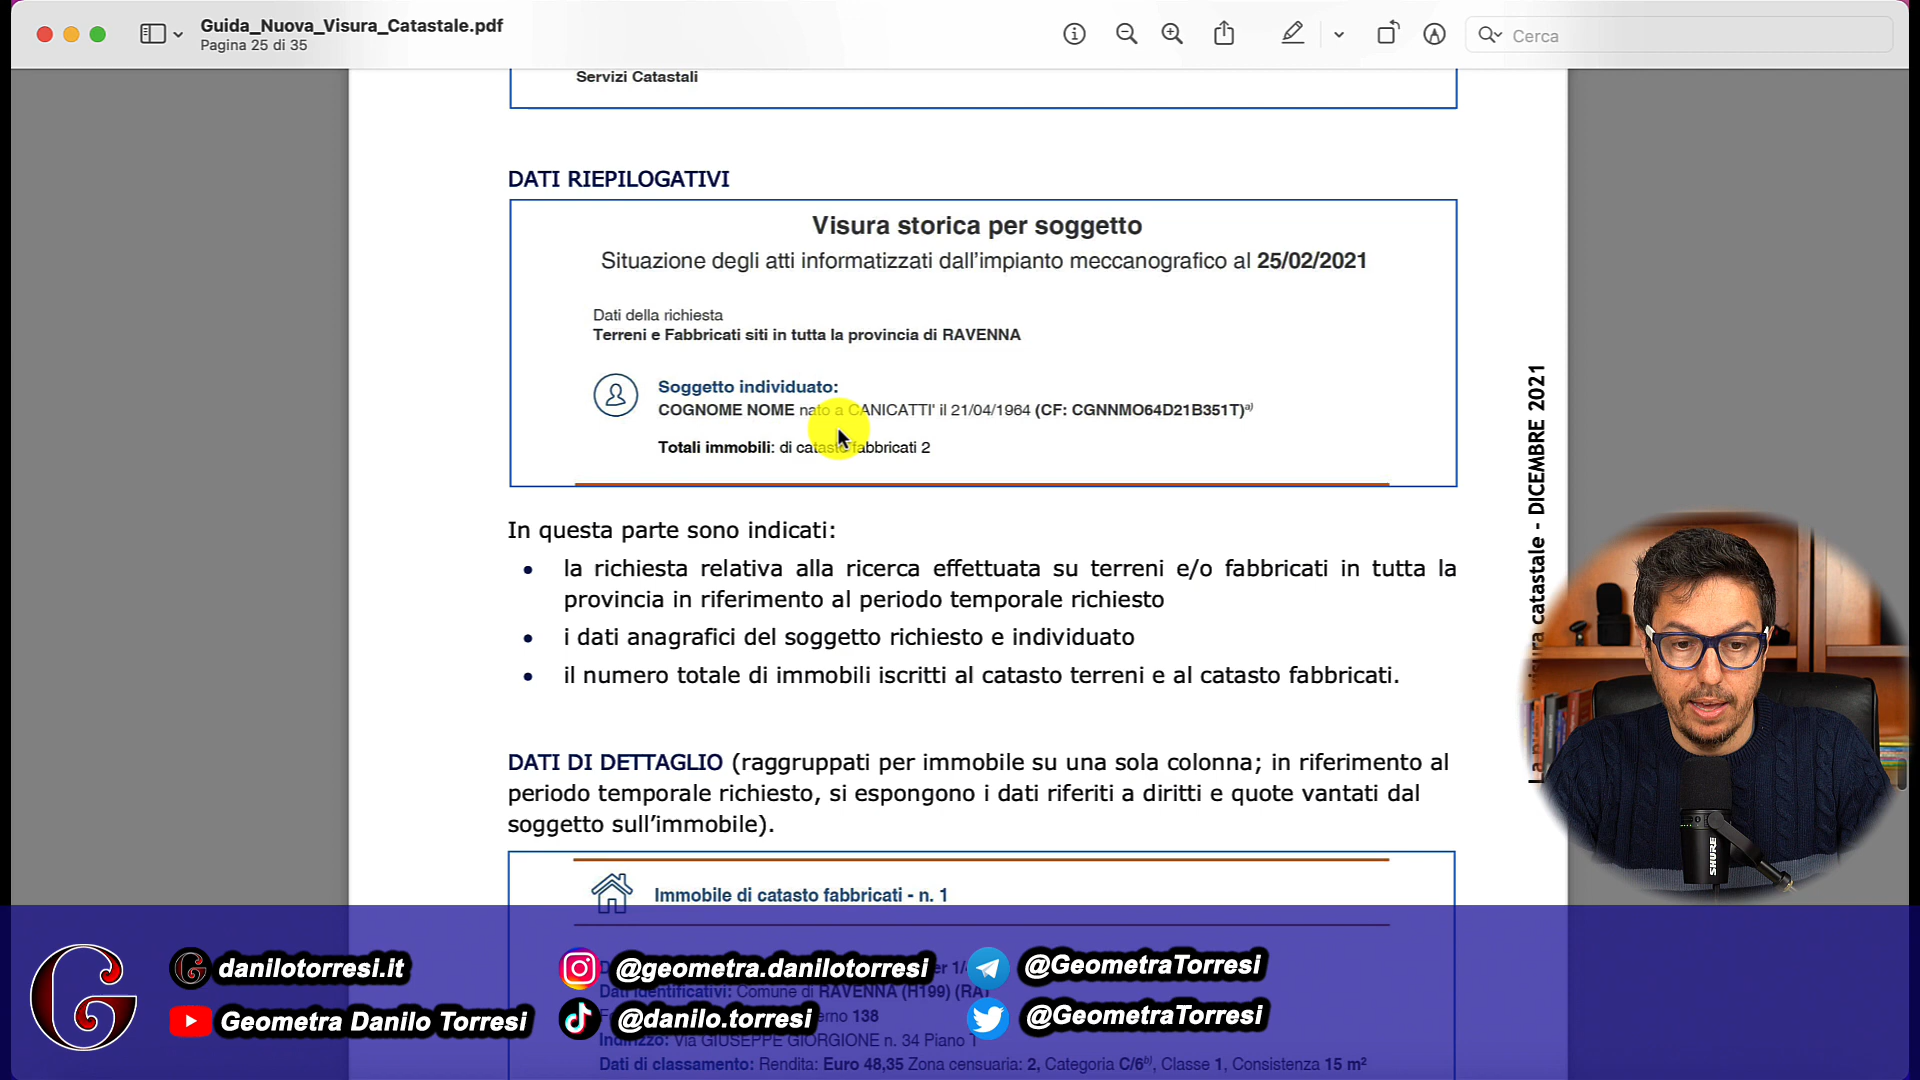 Guida_Nuova_Visura_Catastale.pdf
Pagina 25 di 35
Cerca
Servizi Catastali
DATI RIEPILOGATIVI
Visura storica per soggetto
Situazione degli atti informatizzati dall'impianto meccanografico al 25/02/2021
Dati della richiesta
Terreni e Fabbricati siti in tutta la provincia di RAVENNA
Soggetto individuato:
COGNOME NOME nato a CANICATTI' il 21/04/1964 (CF: CGNNMO64D21B351T)a)
Totali immobili: di catasto fabbricati 2
In questa parte sono indicati:
• la richiesta relativa alla ricerca effettuata su terreni e/o fabbricati in tutta la
provincia in riferimento al periodo temporale richiesto
• i dati anagrafici del soggetto richiesto e individuato
• il numero totale di immobili iscritti al catasto terreni e al catasto fabbricati.
DATI DI DETTAGLIO (raggruppati per immobile su una sola colonna; in riferimento al
periodo temporale richiesto, si espongono i dati riferiti a diritti e quote vantati dal
soggetto sull'immobile).
Immobile di catasto fabbricati - n. 1
Dati identificativi: Comune di RAVENNA (H199) (RA)
138
Indirizzo: Via GIUSEPPE GIORGIONE n. 34 Piano T
Dati di classamento: Rendita: Euro 48,35 Zona censuaria: 2, Categoria C/6b), Classe 1, Consistenza 15 m²
catastale - DICEMBRE 2021
SHURE
G
danilotorresi.it
Geometra Danilo Torresi
@geometra.danilotorresi
@danilo.torresi
@GeometraTorresi
@GeometraTorresi